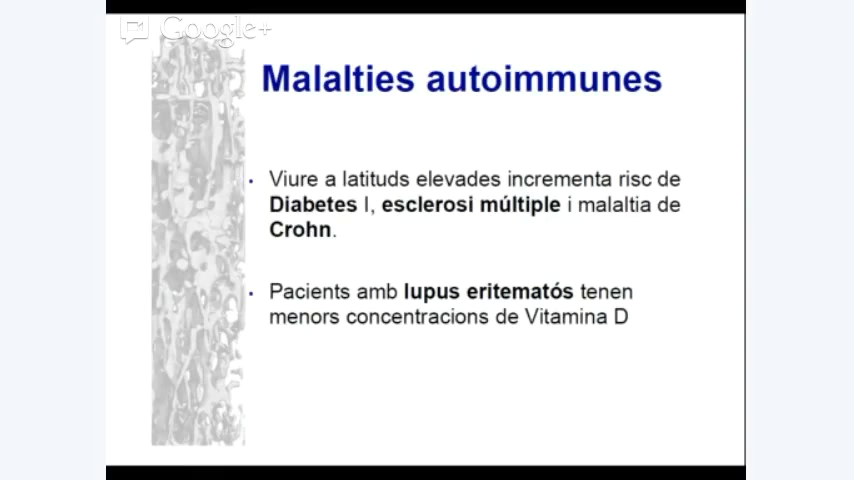 Google+
Malalties autoimmunes
Viure a latituds elevades incrementa risc de
Diabetes I, esclerosi múltiple i malaltia de
Crohn.
Pacients amb lupus eritematós tenen
menors concentracions de Vitamina D